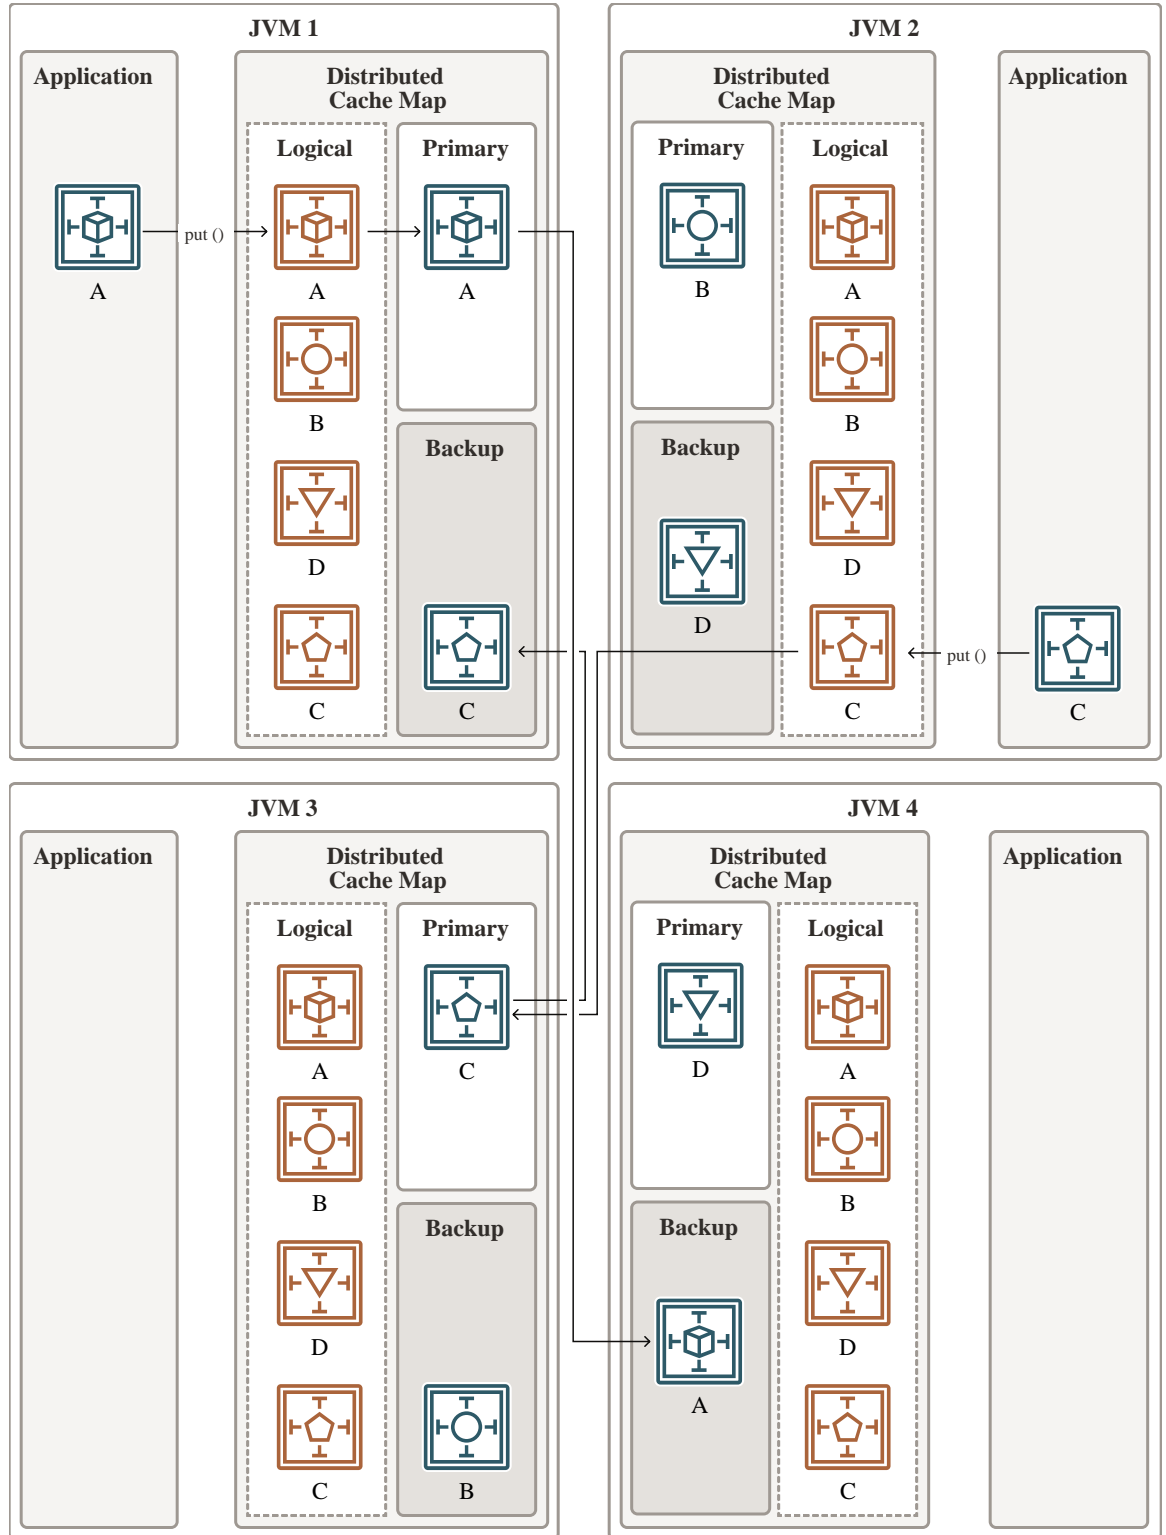 JVM 1
Application
Distributed
Cache Map
Logical
Primary
A
put ()
A
A
B
Backup
D
C
C
JVM 2
Distributed
Cache Map
Application
Primary
Logical
B
A
B
Backup
D
D
put ()
C
C
JVM 3
Application
Distributed
Cache Map
Logical
Primary
A
C
B
Backup
D
C
B
JVM 4
Distributed
Cache Map
Application
Primary
Logical
D
A
B
Backup
D
A
C